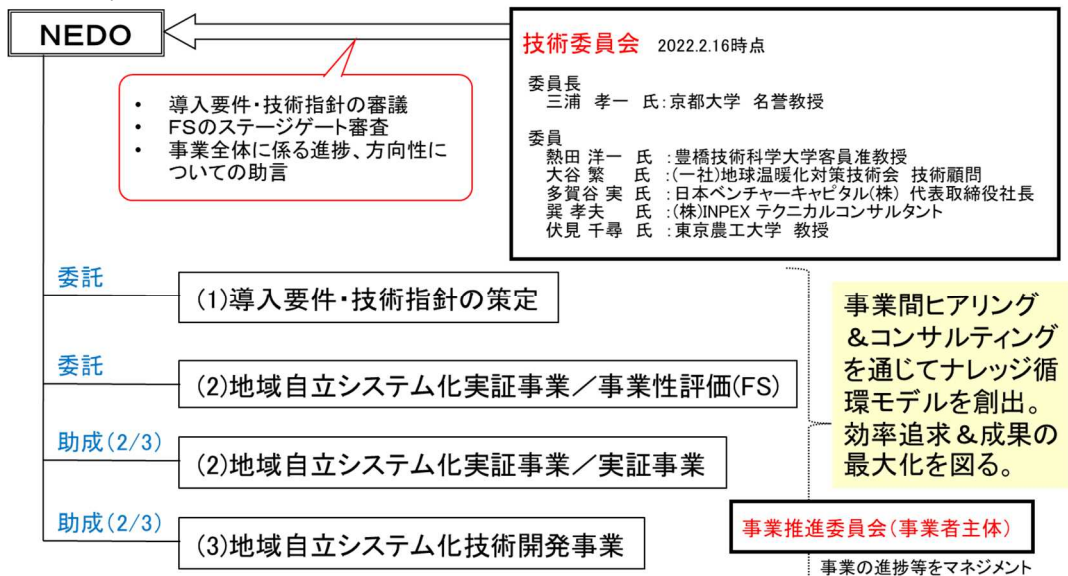 NEDO
技術委員会 2022.2.16時点
委員長
三浦 孝一 氏:京都大学 名誉教授
委員
熱田 洋一 氏 :豊橋技術科学大学客員准教授
大谷 繁 氏 :(一社)地球温暖化対策技術会 技術顧問
多賀谷 実 氏 :日本ベンチャーキャピタル(株) 代表取締役社長
巽 孝夫 氏 :(株)INPEX テクニカルコンサルタント
伏見 千尋 氏 :東京農工大学 教授
• 導入要件・技術指針の審議
• FSのステージゲート審査
• 事業全体に係る進捗、方向性に
ついての助言
委託
(1)導入要件・技術指針の策定
委託
(2)地域自立システム化実証事業/事業性評価(FS)
助成(2/3)
(2)地域自立システム化実証事業/実証事業
助成(2/3)
(3)地域自立システム化技術開発事業
事業間ヒアリング
&コンサルティング
を通じてナレッジ循
環モデルを創出。
効率追求&成果の
最大化を図る。
事業推進委員会(事業者主体)
事業の進捗等をマネジメント